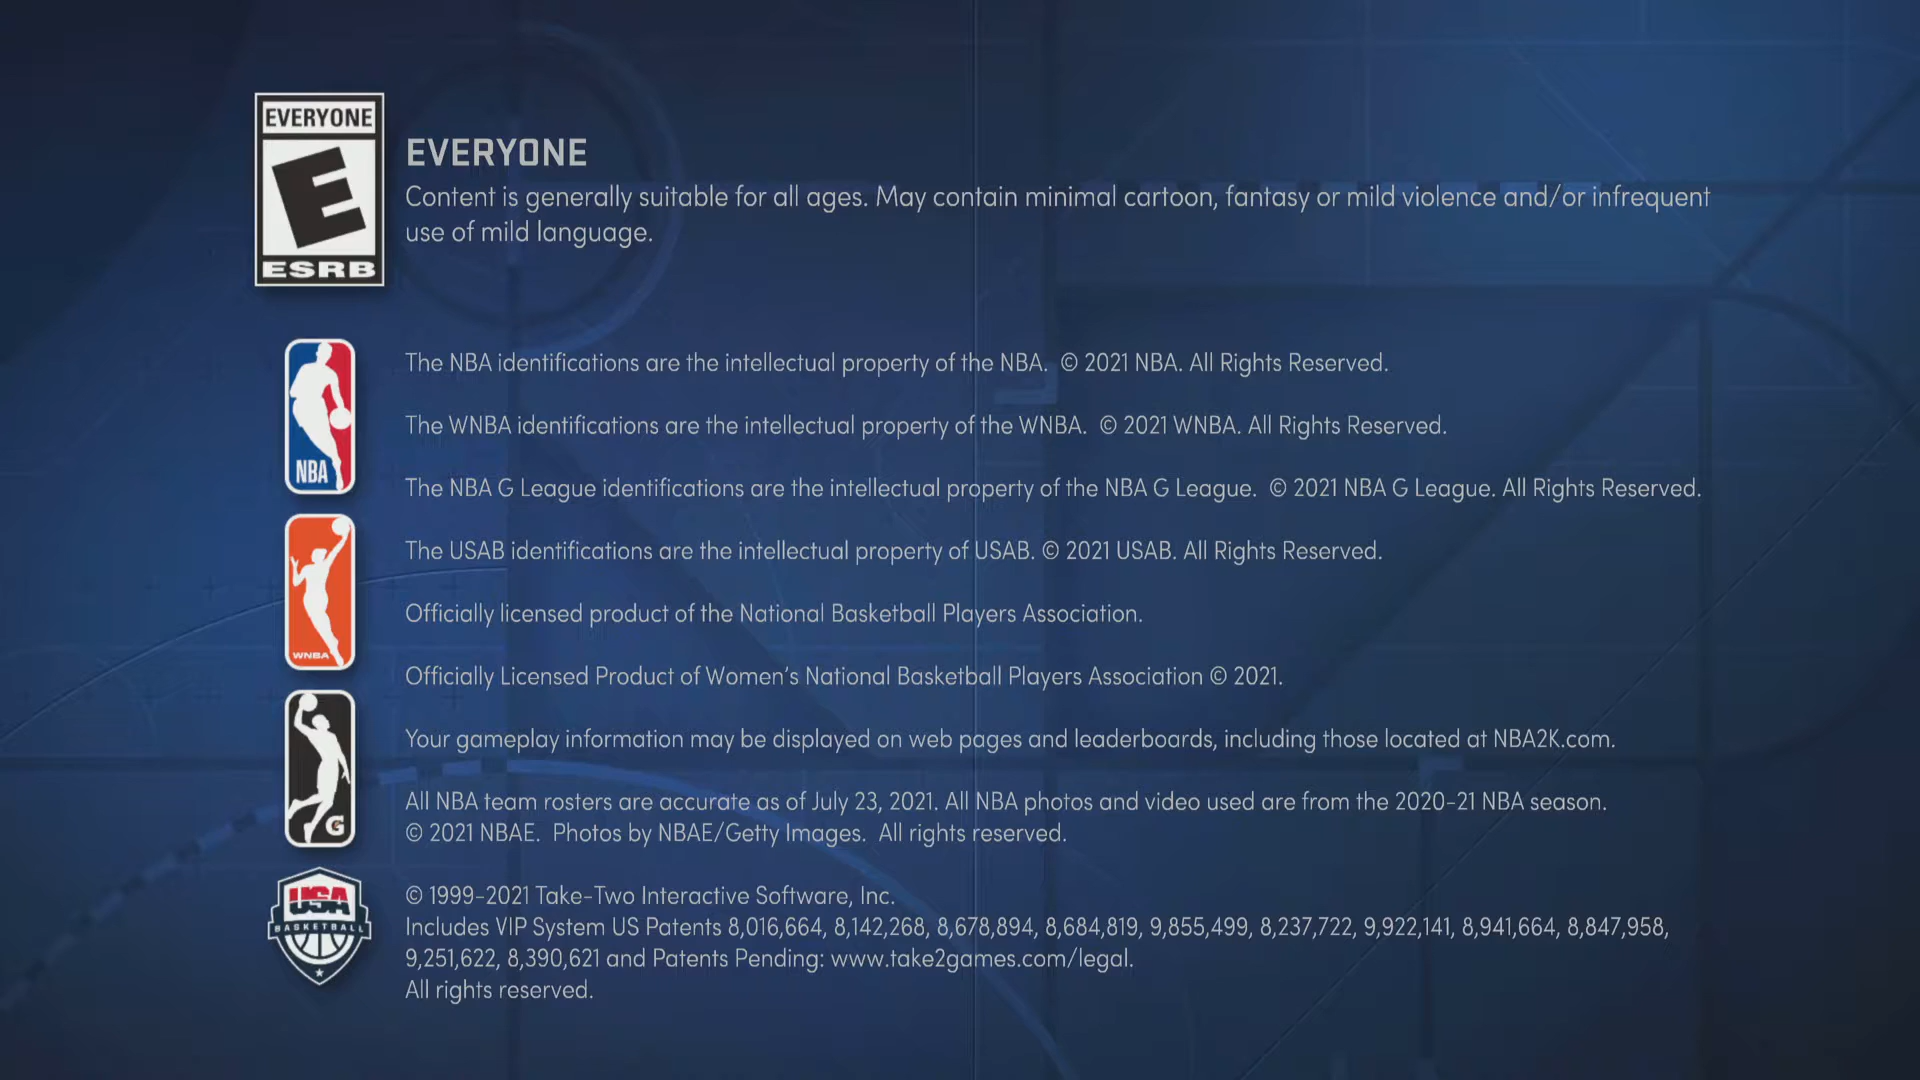 EVERYONE
E
ESRB
EVERYONE
Content is generally suitable for all ages. May contain minimal cartoon, fantasy or mild violence and/or infrequent
use of mild language.
NBA
The NBA identifications are the intellectual property of the NBA.  © 2021 NBA. All Rights Reserved.
The WNBA identifications are the intellectual property of the WNBA.  © 2021 WNBA. All Rights Reserved.
The NBA G League identifications are the intellectual property of the NBA G League.  © 2021 NBA G League. All Rights Reserved.
WNBA
The USAB identifications are the intellectual property of USAB. © 2021 USAB. All Rights Reserved.
Officially licensed product of the National Basketball Players Association.
Officially Licensed Product of Women's National Basketball Players Association © 2021.
G
Your gameplay information may be displayed on web pages and leaderboards, including those located at NBA2K.com.
All NBA team rosters are accurate as of July 23, 2021. All NBA photos and video used are from the 2020-21 NBA season.
© 2021 NBAE.  Photos by NBAE/Getty Images.  All rights reserved.
USA
BASKETBALL
© 1999-2021 Take-Two Interactive Software, Inc.
Includes VIP System US Patents 8,016,664, 8,142,268, 8,678,894, 8,684,819, 9,855,499, 8,237,722, 9,922,141, 8,941,664, 8,847,958,
9,251,622, 8,390,621 and Patents Pending: www.take2games.com/legal.
All rights reserved.